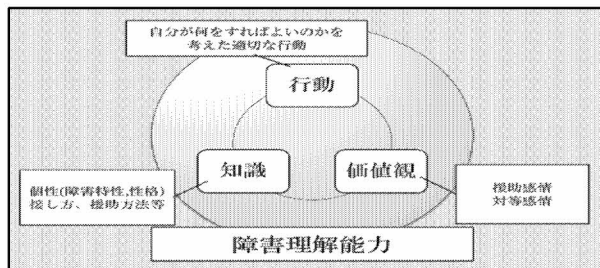 自分が何をすればよいのかを
考えた適切な行動
行動
知識
価値観
個性(障害特性,性格)
接し方、援助方法等
援助感情
対等感情
障害理解能力